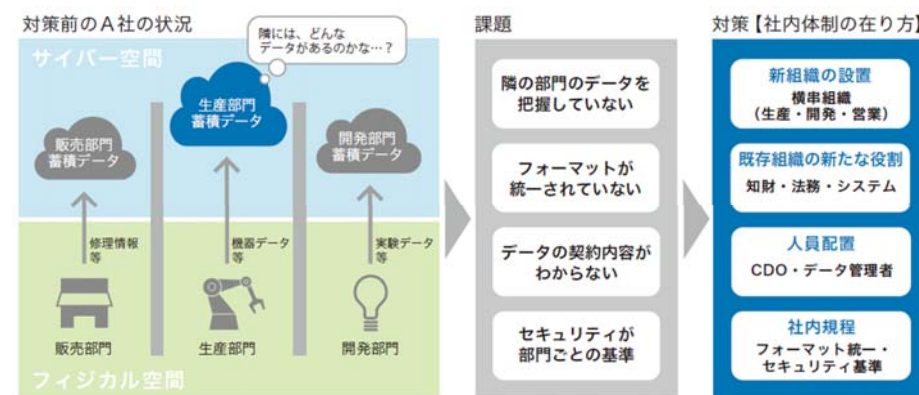 対策前のA社の状況
サイバー空間
隣には、どんな
データがあるのかな…？
生産部門
蓄積データ
販売部門
蓄積データ
開発部門
蓄積データ
修理情報
等
機器データ
等
実験データ
等
販売部門
生産部門
開発部門
フィジカル空間
課題
隣の部門のデータを
把握していない
フォーマットが
統一されていない
データの契約内容が
わからない
セキュリティが
部門ごとの基準
対策【社内体制の在り方】
新組織の設置
横串組織
（生産・開発・営業）
既存組織の新たな役割
知財・法務・システム
人員配置
CDO・データ管理者
社内規程
フォーマット統一・
セキュリティ基準